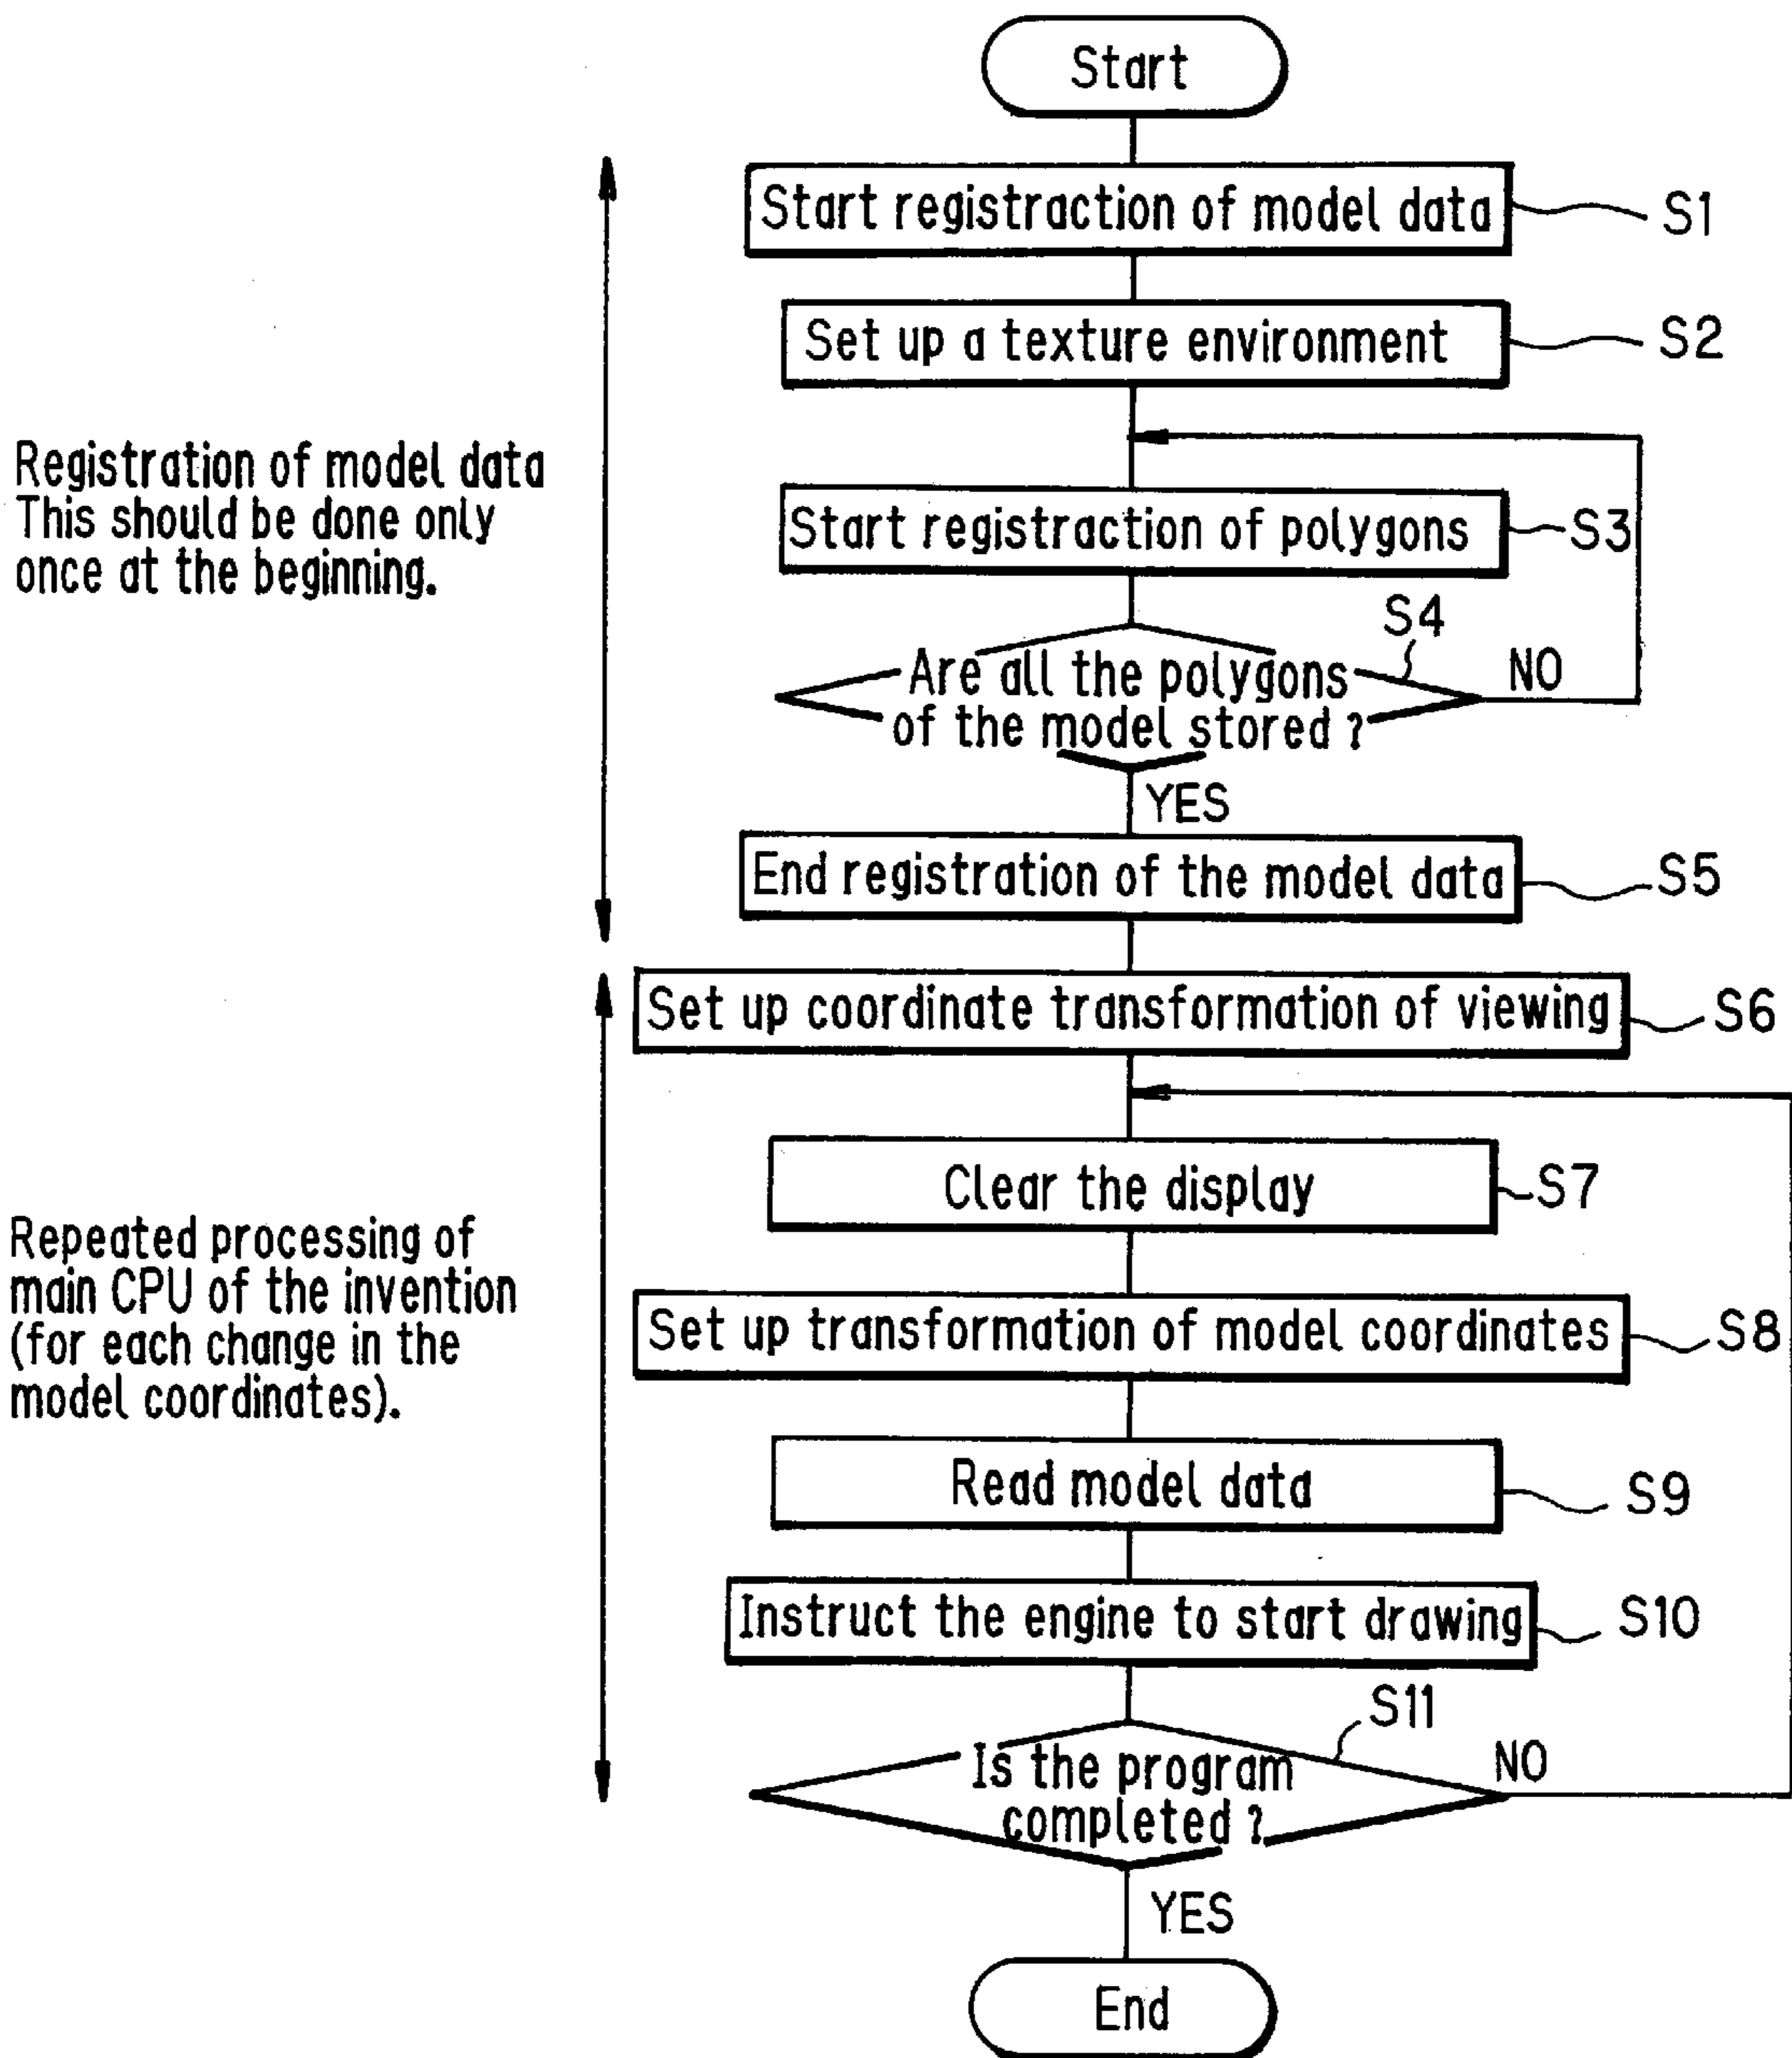 Start
Start registraction of model data
S1
Set up a texture environment
S2
Registration of model data
This should be done only
once at the beginning.
Start registraction of polygons
S3
S4
Are all the polygons
of the model stored ?
NO
YES
End registration of the model data
S5
Set up coordinate transformation of viewing
S6
Clear the display
S7
Repeated processing of
main CPU of the invention
(for each change in the
model coordinates).
Set up transformation of model coordinates
S8
Read model data
S9
Instruct the engine to start drawing
S10
S11
Is the program
completed ?
NO
YES
End